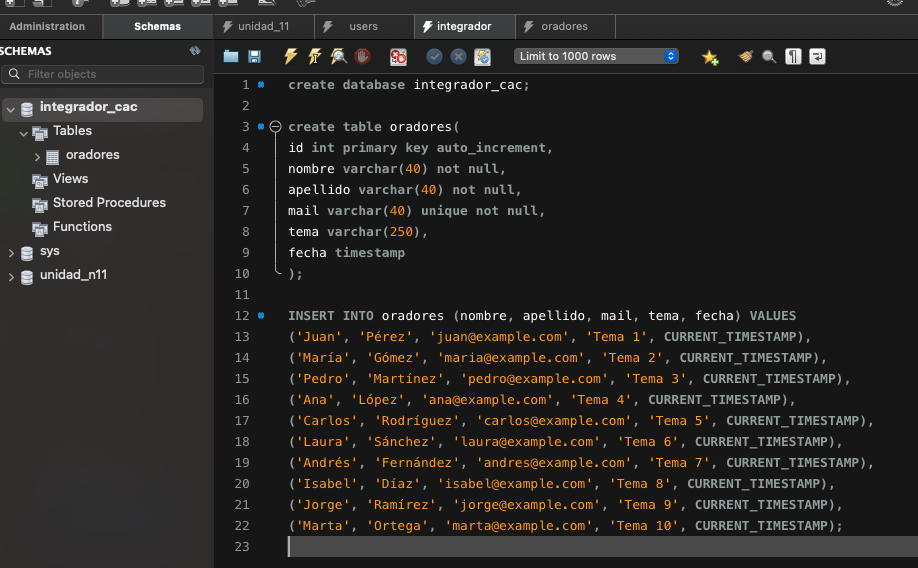 Administration
Schemas
unidad_11
users
integrador
oradores
SCHEMAS
Filter objects
integrador_cac
Tables
oradores
Views
Stored Procedures
Functions
sys
unidad_n11
Limit to 1000 rows
1 create database integrador_cac;
2
3 create table oradores(
4 id int primary key auto_increment,
5 nombre varchar(40) not null,
6 apellido varchar(40) not null,
7 mail varchar(40) unique not null,
8 tema varchar(250),
9 fecha timestamp
10 );
11
12 INSERT INTO oradores (nombre, apellido, mail, tema, fecha) VALUES
13 ('Juan', 'Pérez', 'juan@example.com', 'Tema 1', CURRENT_TIMESTAMP),
14 ('María', 'Gómez', 'maria@example.com', 'Tema 2', CURRENT_TIMESTAMP),
15 ('Pedro', 'Martínez', 'pedro@example.com', 'Tema 3', CURRENT_TIMESTAMP),
16 ('Ana', 'López', 'ana@example.com', 'Tema 4', CURRENT_TIMESTAMP),
17 ('Carlos', 'Rodríguez', 'carlos@example.com', 'Tema 5', CURRENT_TIMESTAMP),
18 ('Laura', 'Sánchez', 'laura@example.com', 'Tema 6', CURRENT_TIMESTAMP),
19 ('Andrés', 'Fernández', 'andres@example.com', 'Tema 7', CURRENT_TIMESTAMP),
20 ('Isabel', 'Díaz', 'isabel@example.com', 'Tema 8', CURRENT_TIMESTAMP),
21 ('Jorge', 'Ramírez', 'jorge@example.com', 'Tema 9', CURRENT_TIMESTAMP),
22 ('Marta', 'Ortega', 'marta@example.com', 'Tema 10', CURRENT_TIMESTAMP);
23